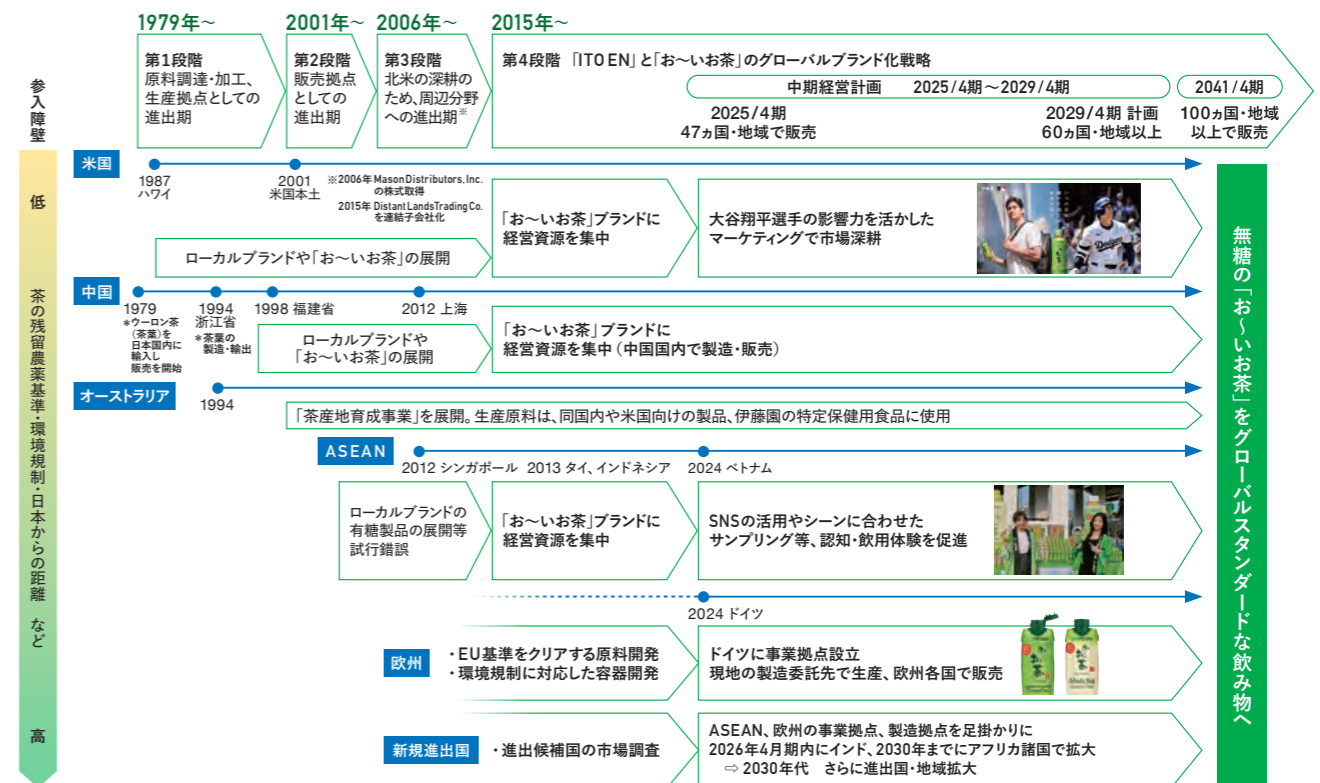 1979年～
2001年～
2006年～
2015年～
第1段階
原料調達・加工、
生産拠点としての
進出期
第2段階
販売拠点
としての
進出期
第3段階
北米の深耕の
ため、周辺分野
への進出期※
第4段階 「ITO EN」と「お～いお茶」のグローバルブランド化戦略
中期経営計画 2025/4期～2029/4期
2041/4期
2025/4期
47ヵ国・地域で販売
2029/4期 計画
60ヵ国・地域以上
100ヵ国・地域
以上で販売
参入障壁
低
茶の残留農薬基準・環境規制・日本からの距離 など
高
米国
1987
ハワイ
2001
米国本土
※2006年 Mason Distributors, Inc.
の株式取得
2015年 Distant Lands Trading Co.
を連結子会社化
ローカルブランドや「お～いお茶」の展開
「お～いお茶」ブランドに
経営資源を集中
大谷翔平選手の影響力を活かした
マーケティングで市場深耕
Dodgers
中国
1979
＊ウーロン茶
（茶葉）を
日本国内に
輸入し
販売を開始
1994
浙江省
＊茶葉の
製造・輸出
1998 福建省
2012 上海
ローカルブランドや
「お～いお茶」の展開
「お～いお茶」ブランドに
経営資源を集中（中国国内で製造・販売）
オーストラリア
1994
「茶産地育成事業」を展開。生産原料は、同国内や米国向けの製品、伊藤園の特定保健用食品に使用
ASEAN
2012 シンガポール
2013 タイ、インドネシア
2024 ベトナム
ローカルブランドの
有糖製品の展開等
試行錯誤
「お～いお茶」ブランドに
経営資源を集中
SNSの活用やシーンに合わせた
サンプリング等、認知・飲用体験を促進
2024 ドイツ
欧州
・EU基準をクリアする原料開発
・環境規制に対応した容器開発
ドイツに事業拠点設立
現地の製造委託先で生産、欧州各国で販売
お～いお茶
お～いお茶
新規進出国
・進出候補国の市場調査
ASEAN、欧州の事業拠点、製造拠点を足掛かりに
2026年4月期内にインド、2030年までにアフリカ諸国で拡大
⇨ 2030年代 さらに進出国・地域拡大
無糖の「お～いお茶」をグローバルスタンダードな飲み物へ